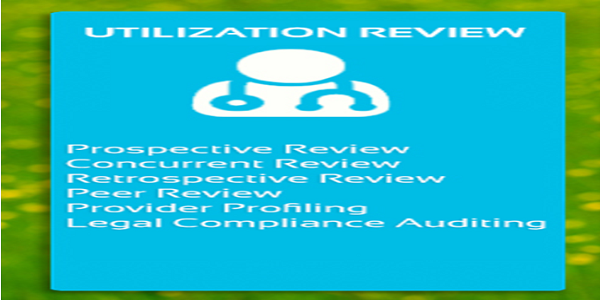 UTILIZATION REVIEW
Prospective Review
Concurrent Review
Retrospective Review
Peer Review
Provider Profiling
Legal Compliance Auditing